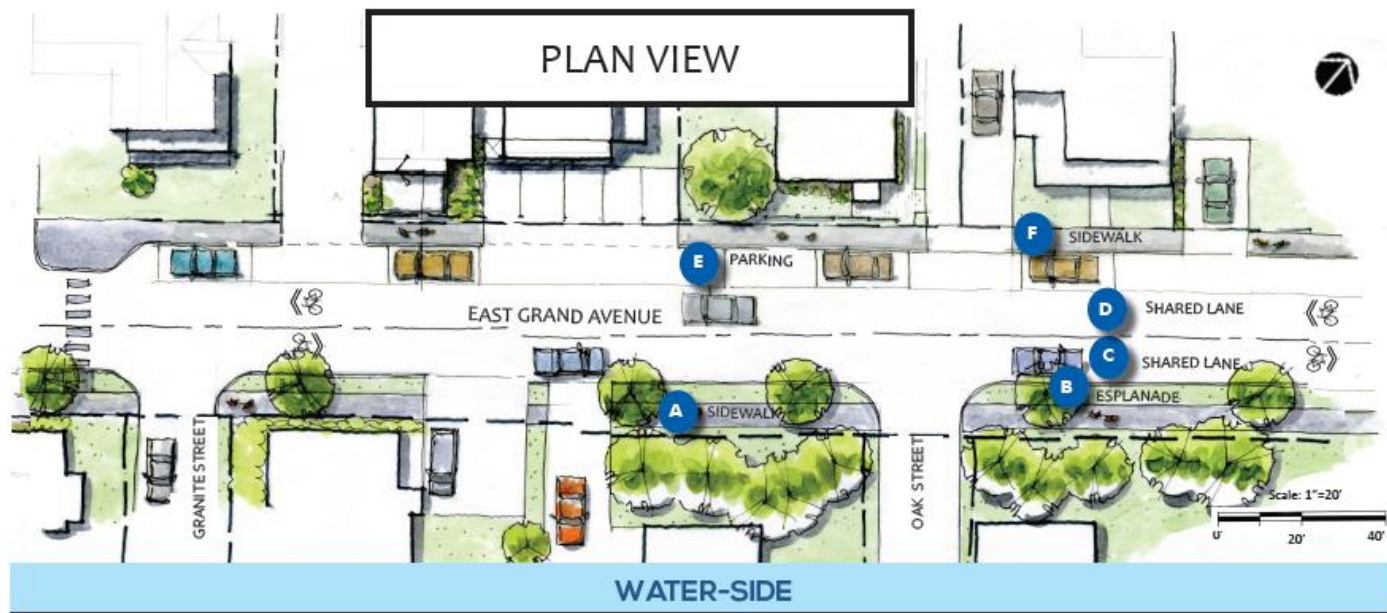 PLAN VIEW
F
SIDEWALK
E
PARKING
EAST GRAND AVENUE
D
SHARED LANE
C
SHARED LANE
B
ESPLANADE
A
SIDEWALK
GRANITE STREET
OAK STREET
Scale: 1"=20'
0'
20'
40'
WATER-SIDE